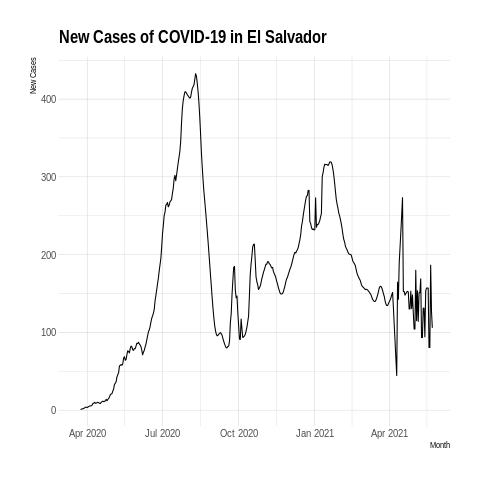 New Cases of COVID-19 in El Salvador
New Cases
400
300
200
100
0
Apr 2020 Jul 2020 Oct 2020 Jan 2021 Apr 2021
Month